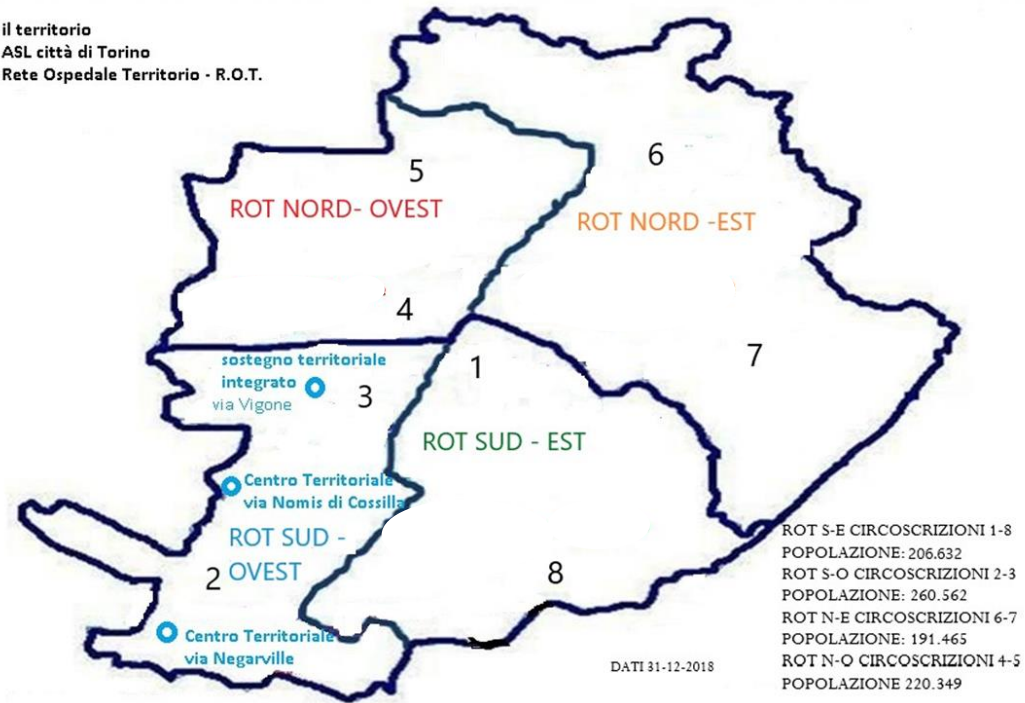 il territorio
ASL città di Torino
Rete Ospedale Territorio - R.O.T.
5
6
ROT NORD- OVEST
ROT NORD -EST
4
7
1
sostegno territoriale
integrato
via Vigone
3
ROT SUD - EST
Centro Territoriale
via Nomis di Cossilla
ROT SUD -
OVEST
2
8
Centro Territoriale
via Negarville
ROT S-E CIRCOSCRIZIONI 1-8
POPOLAZIONE: 206.632
ROT S-O CIRCOSCRIZIONI 2-3
POPOLAZIONE: 260.562
ROT N-E CIRCOSCRIZIONI 6-7
POPOLAZIONE: 191.465
ROT N-O CIRCOSCRIZIONI 4-5
POPOLAZIONE 220.349
DATI 31-12-2018